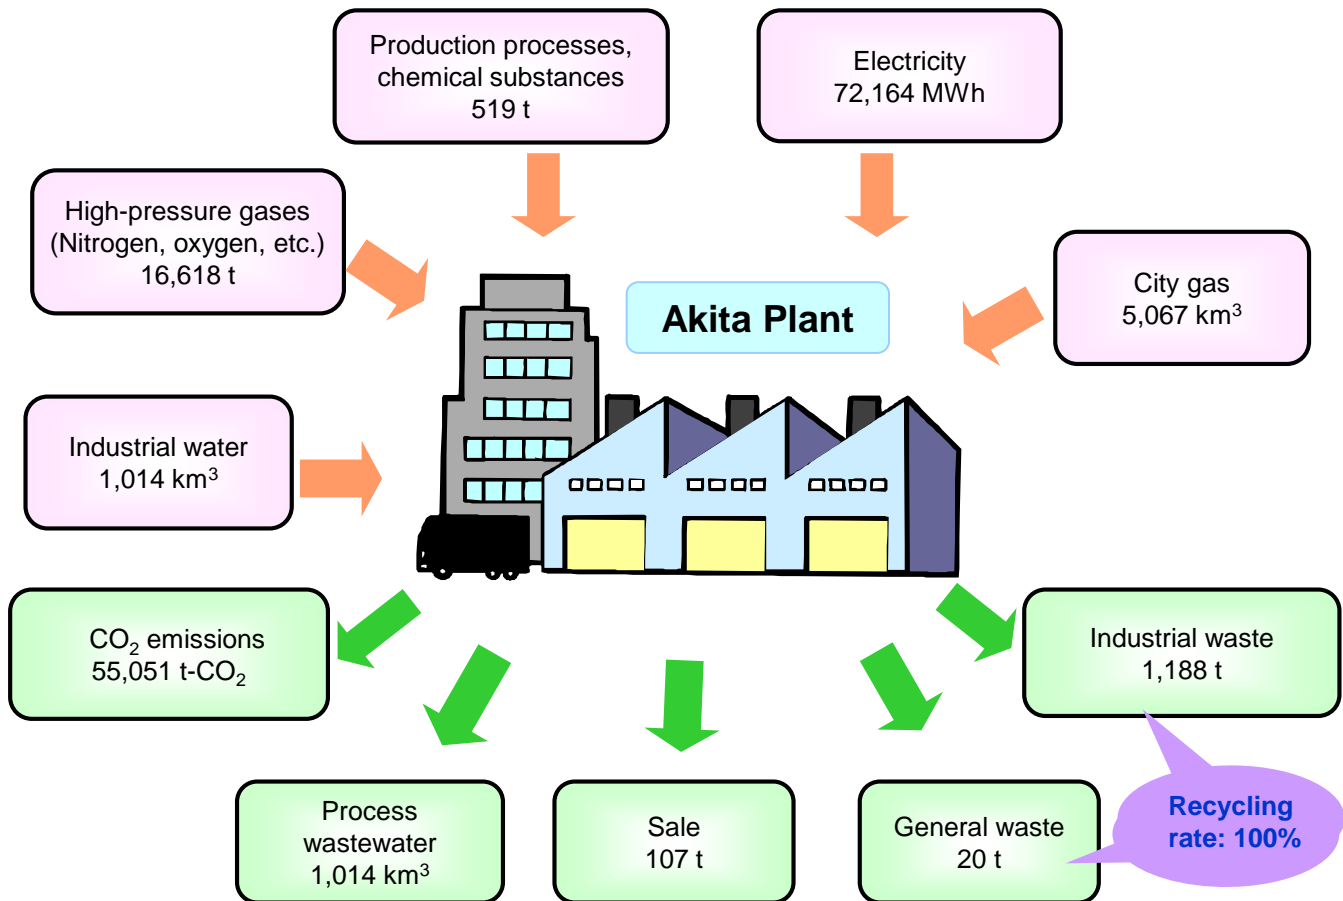 Production processes,
chemical substances
519 t
Electricity
72,164 MWh
High-pressure gases
(Nitrogen, oxygen, etc.)
16,618 t
Akita Plant
City gas
5,067 km³
Industrial water
1,014 km³
CO₂ emissions
55,051 t-CO₂
Industrial waste
1,188 t
Process
wastewater
1,014 km³
Sale
107 t
General waste
20 t
Recycling
rate: 100%